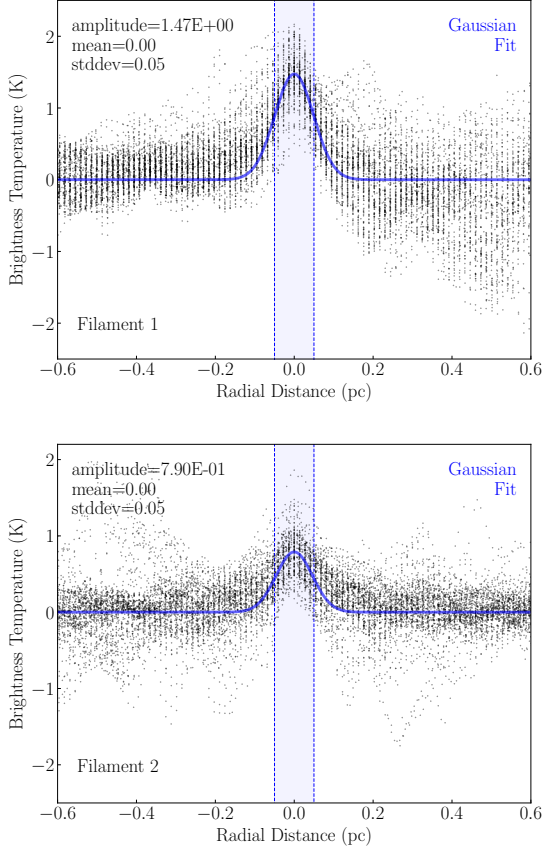 amplitude=1.47E+00
mean=0.00
stddev=0.05
Gaussian
Fit
2
1
0
−1
−2
Brightness Temperature (K)
Filament 1
−0.6 −0.4 −0.2 0.0 0.2 0.4 0.6
Radial Distance (pc)
amplitude=7.90E-01
mean=0.00
stddev=0.05
Gaussian
Fit
2
1
0
−1
−2
Brightness Temperature (K)
Filament 2
−0.6 −0.4 −0.2 0.0 0.2 0.4 0.6
Radial Distance (pc)